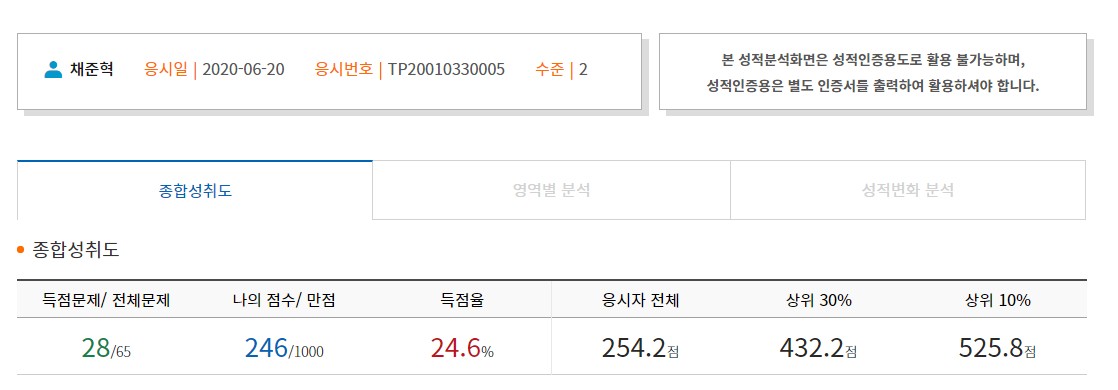 채준혁 응시일 | 2020-06-20 응시번호 | TP20010330005 수준 | 2
본 성적분석화면은 성적인증용도로 활용 불가능하며,
성적인증용은 별도 인증서를 출력하여 활용하셔야 합니다.
종합성취도 영역별 분석 성적변화 분석
종합성취도
득점문제/ 전체문제 나의 점수/ 만점 득점율 응시자 전체 상위 30% 상위 10%
28/65 246/1000 24.6% 254.2점 432.2점 525.8점